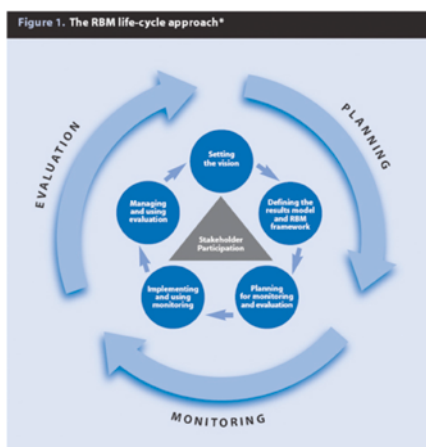 Figure 1. The RBM life-cycle approach*
EVALUATION
PLANNING
Setting
the vision
Managing
and using
evaluation
Defining the
results model
and RBM
framework
Stakeholder
Participation
Implementing
and using
monitoring
Planning
for monitoring
and evaluation
MONITORING